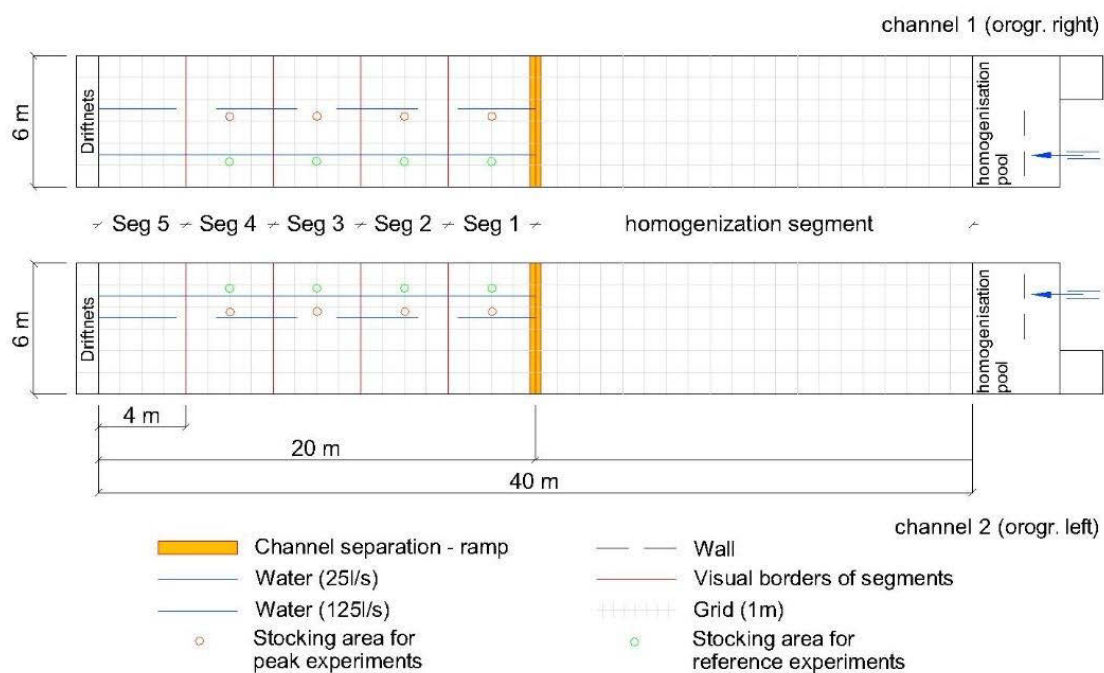 channel 1 (orogr. right)
6 m
Driftnets
homogenisation
pool
Seg 5
Seg 4
Seg 3
Seg 2
Seg 1
homogenization segment
6 m
Driftnets
homogenisation
pool
4 m
20 m
40 m
channel 2 (orogr. left)
Channel separation - ramp
Water (25l/s)
Water (125l/s)
Stocking area for
peak experiments
Wall
Visual borders of segments
Grid (1m)
Stocking area for
reference experiments